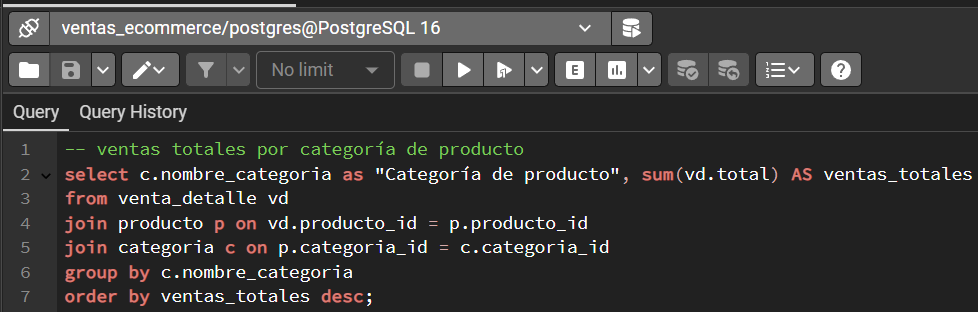 ventas_ecommerce/postgres@PostgreSQL 16
No limit
E
Query Query History
1 -- ventas totales por categoría de producto
2 select c.nombre_categoria as "Categoría de producto", sum(vd.total) AS ventas_totales
3 from venta_detalle vd
4 join producto p on vd.producto_id = p.producto_id
5 join categoria c on p.categoria_id = c.categoria_id
6 group by c.nombre_categoria
7 order by ventas_totales desc;